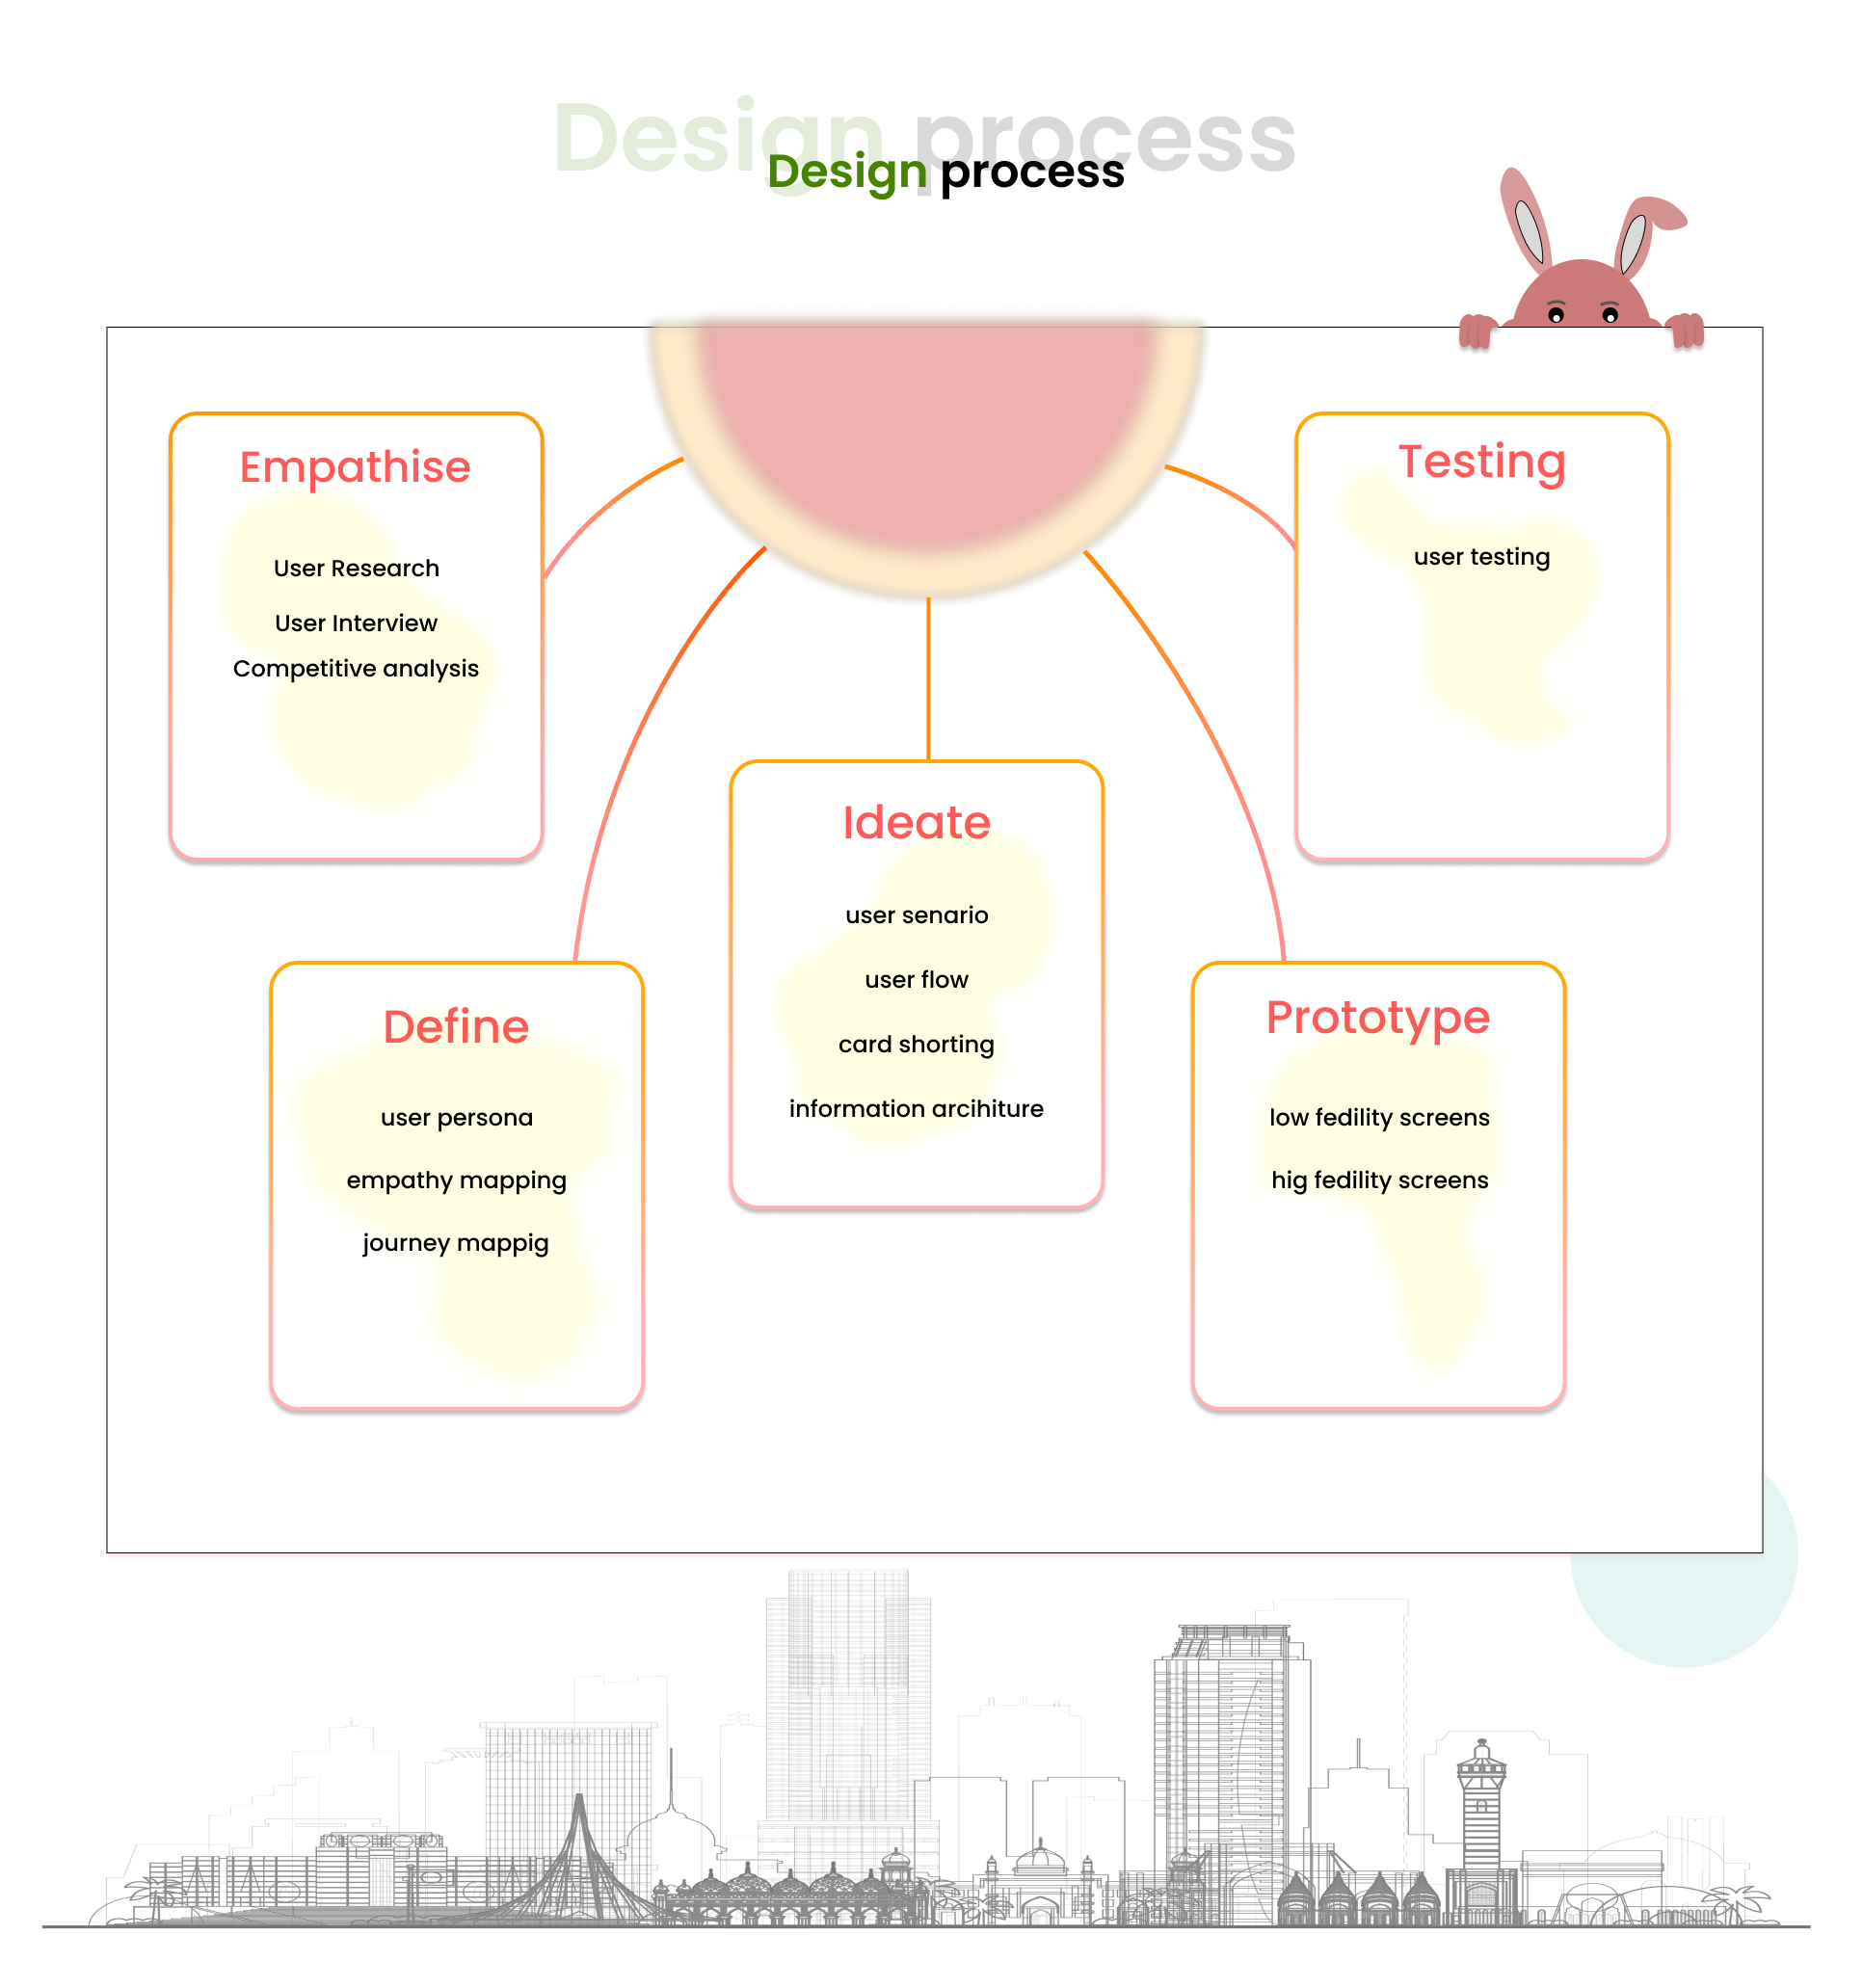 Design process
Design process
Empathise
User Research
User Interview
Competitive analysis
Define
user persona
empathy mapping
journey mappig
Ideate
user senario
user flow
card shorting
information arcihiture
Prototype
low fedility screens
hig fedility screens
Testing
user testing